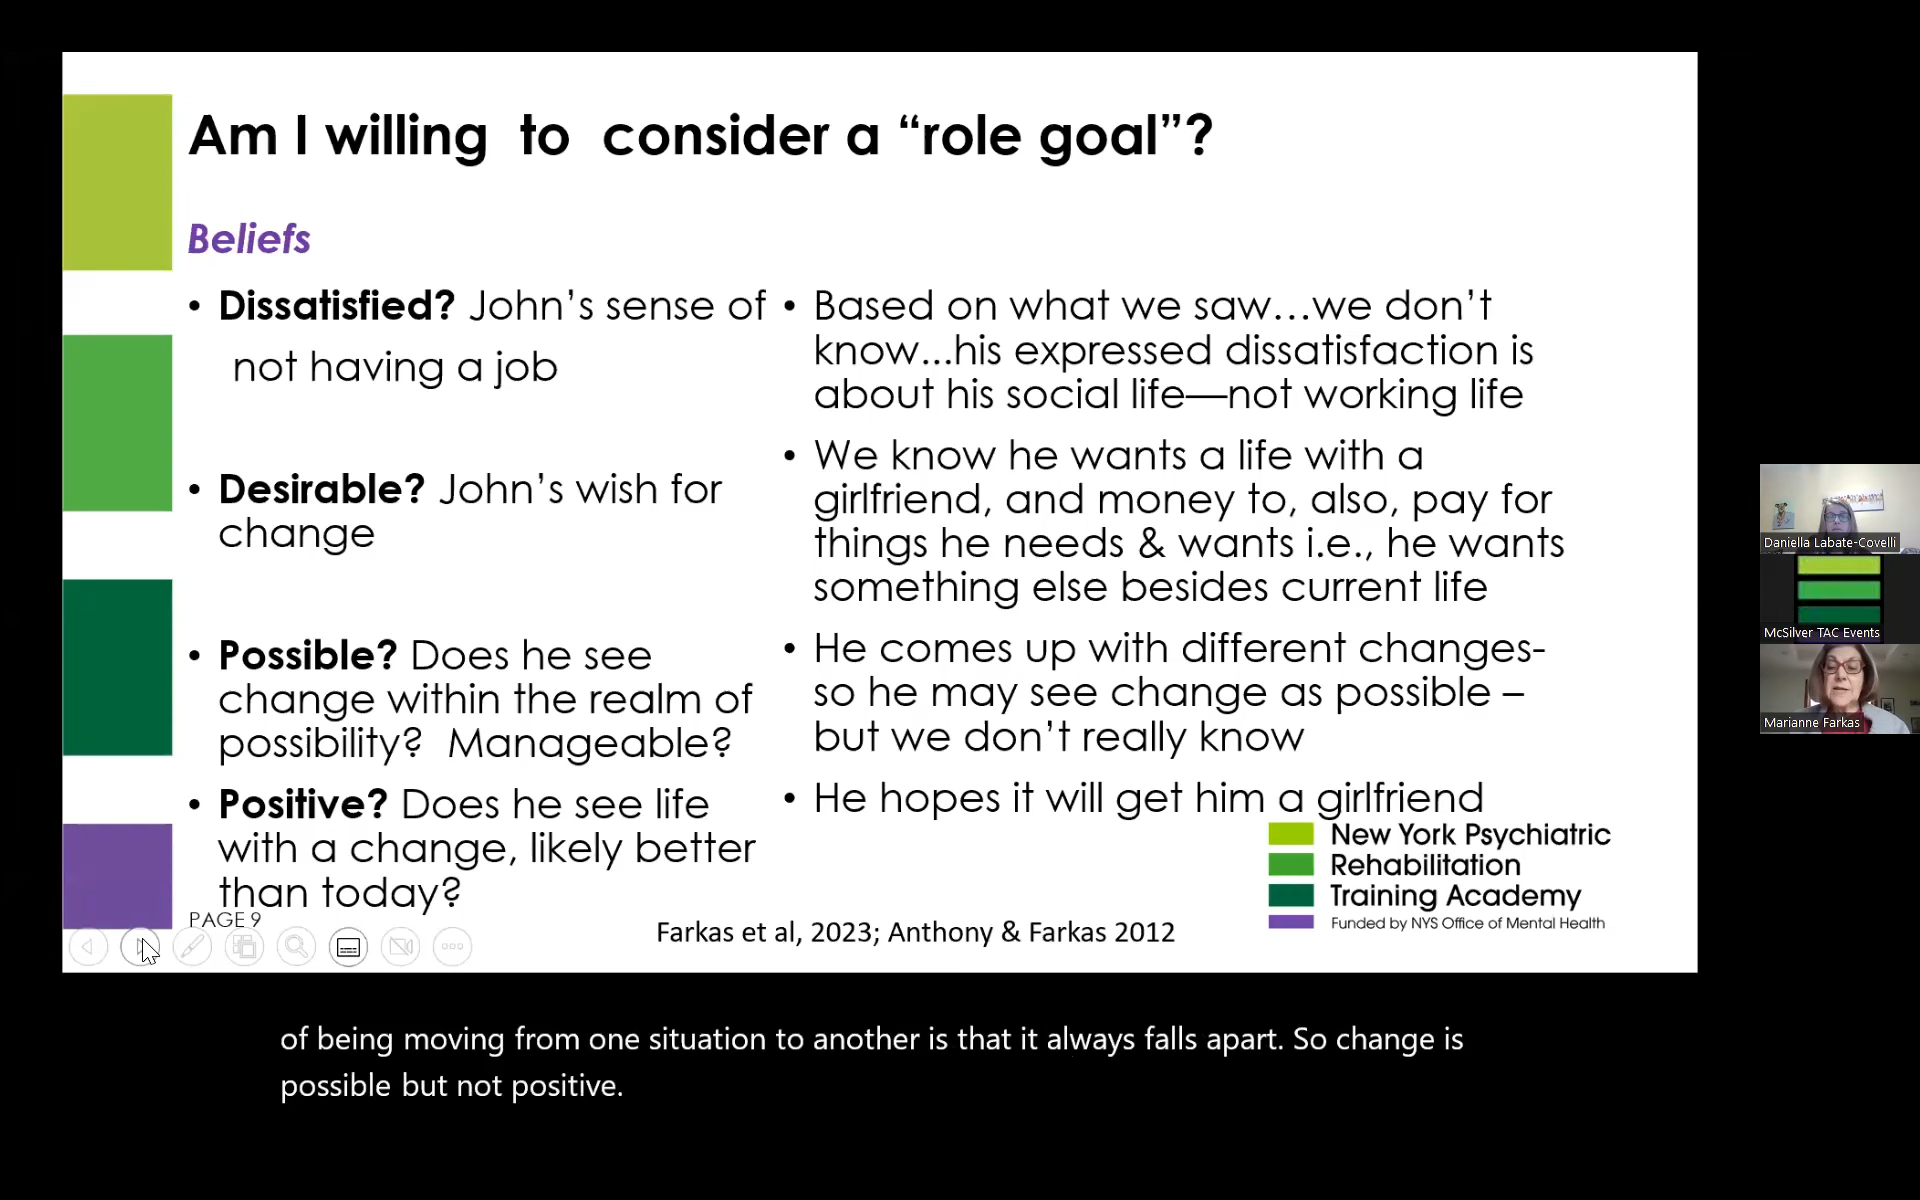 Am I willing to consider a “role goal”?
Beliefs
• Dissatisfied? John’s sense of
not having a job
• Desirable? John’s wish for
change
• Possible? Does he see
change within the realm of
possibility? Manageable?
• Positive? Does he see life
with a change, likely better
than today?
• Based on what we saw...we don’t
know...his expressed dissatisfaction is
about his social life—not working life
• We know he wants a life with a
girlfriend, and money to, also, pay for
things he needs & wants i.e., he wants
something else besides current life
• He comes up with different changes-
so he may see change as possible –
but we don’t really know
• He hopes it will get him a girlfriend
New York Psychiatric
Rehabilitation
Training Academy
Funded by NYS Office of Mental Health
PAGE 9
Farkas et al, 2023; Anthony & Farkas 2012
Daniella Labate-Covelli
McSilver TAC Events
Marianne Farkas
of being moving from one situation to another is that it always falls apart. So change is
possible but not positive.